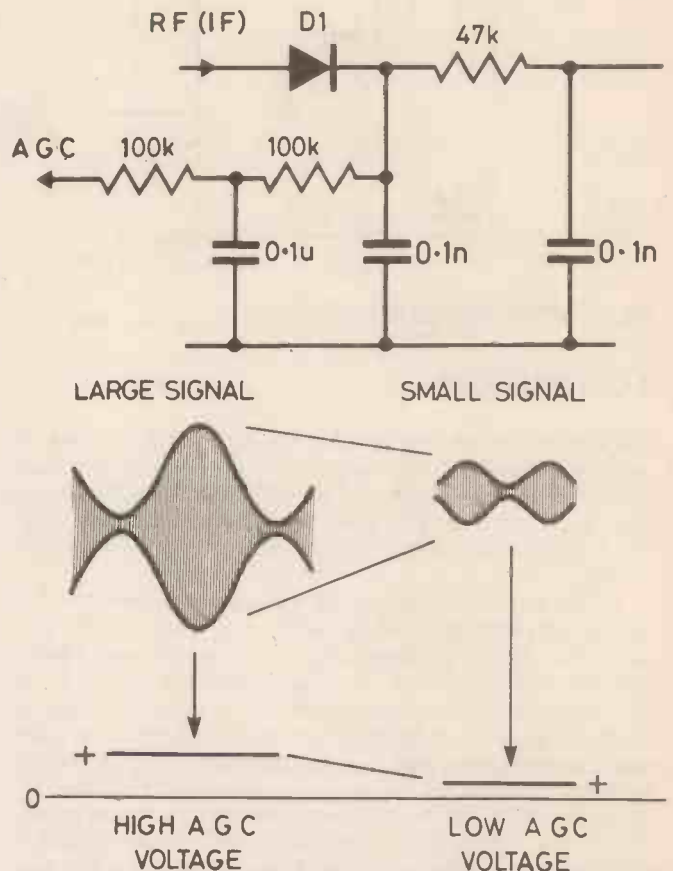 RF (IF) D1 47k
AGC 100k 100k
0·1u 0·1n 0·1n
LARGE SIGNAL SMALL SIGNAL
+ +
0
HIGH AGC LOW AGC
VOLTAGE VOLTAGE